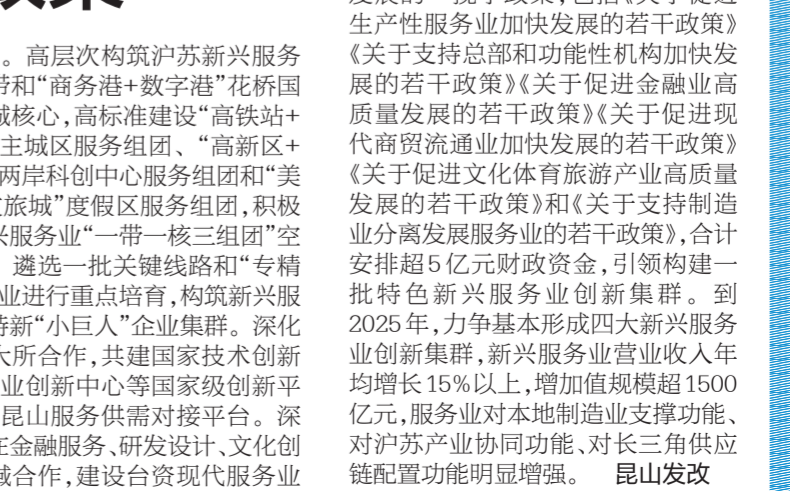 。高层次构筑沪苏新兴服务
带和“商务港+数字港”花桥国
域核心,高标准建设“高铁站+
主城区服务组团、“高新区+
两岸科创中心服务组团和“美
旅城”度假区服务组团,积极
兴服务业“一带一核三组团”空
遴选一批关键线路和“专精
业进行重点培育,构筑新兴服
特新“小巨人”企业集群。深化
大所合作,共建国家技术创新
业创新中心等国家级创新平
昆山服务供需对接平台。深
在金融服务、研发设计、文化创
域合作,建设台资现代服务业
生产性服务业加快发展的若干政策》
《关于支持总部和功能性机构加快发
展的若干政策》《关于促进金融业高
质量发展的若干政策》《关于促进现
代商贸流通业加快发展的若干政策》
《关于促进文化体育旅游产业高质量
发展的若干政策》和《关于支持制造
业分离发展服务业的若干政策》,合计
安排超5亿元财政资金,引领构建一
批特色新兴服务业创新集群。到
2025年,力争基本形成四大新兴服务
业创新集群,新兴服务业营业收入年
均增长15%以上,增加值规模超1500
亿元,服务业对本地制造业支撑功能、
对沪苏产业协同功能、对长三角供应
链配置功能明显增强。 昆山发改